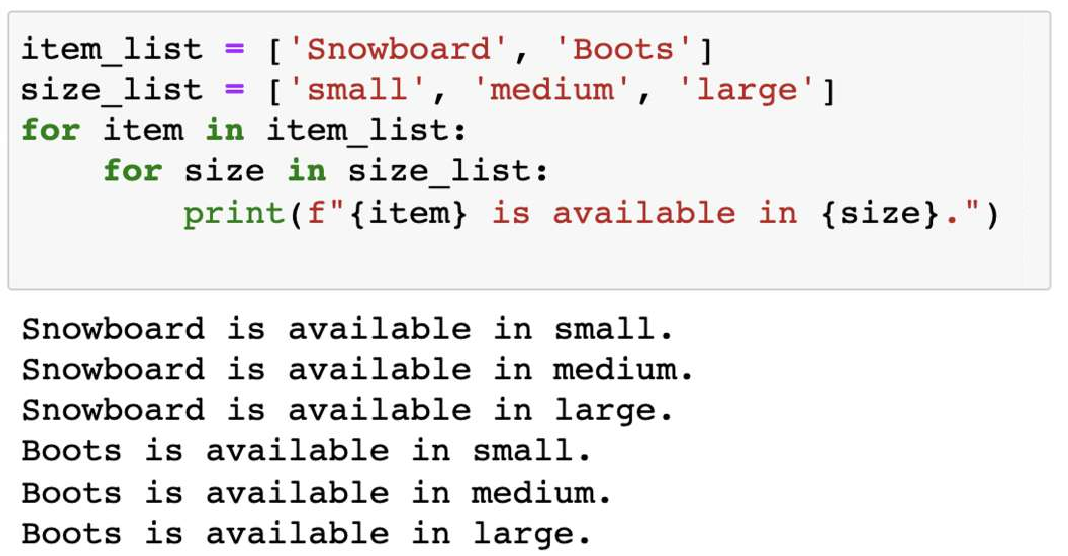 item_list = ['Snowboard', 'Boots']
size_list = ['small', 'medium', 'large']
for item in item_list:
    for size in size_list:
        print(f"{item} is available in {size}.")
Snowboard is available in small.
Snowboard is available in medium.
Snowboard is available in large.
Boots is available in small.
Boots is available in medium.
Boots is available in large.